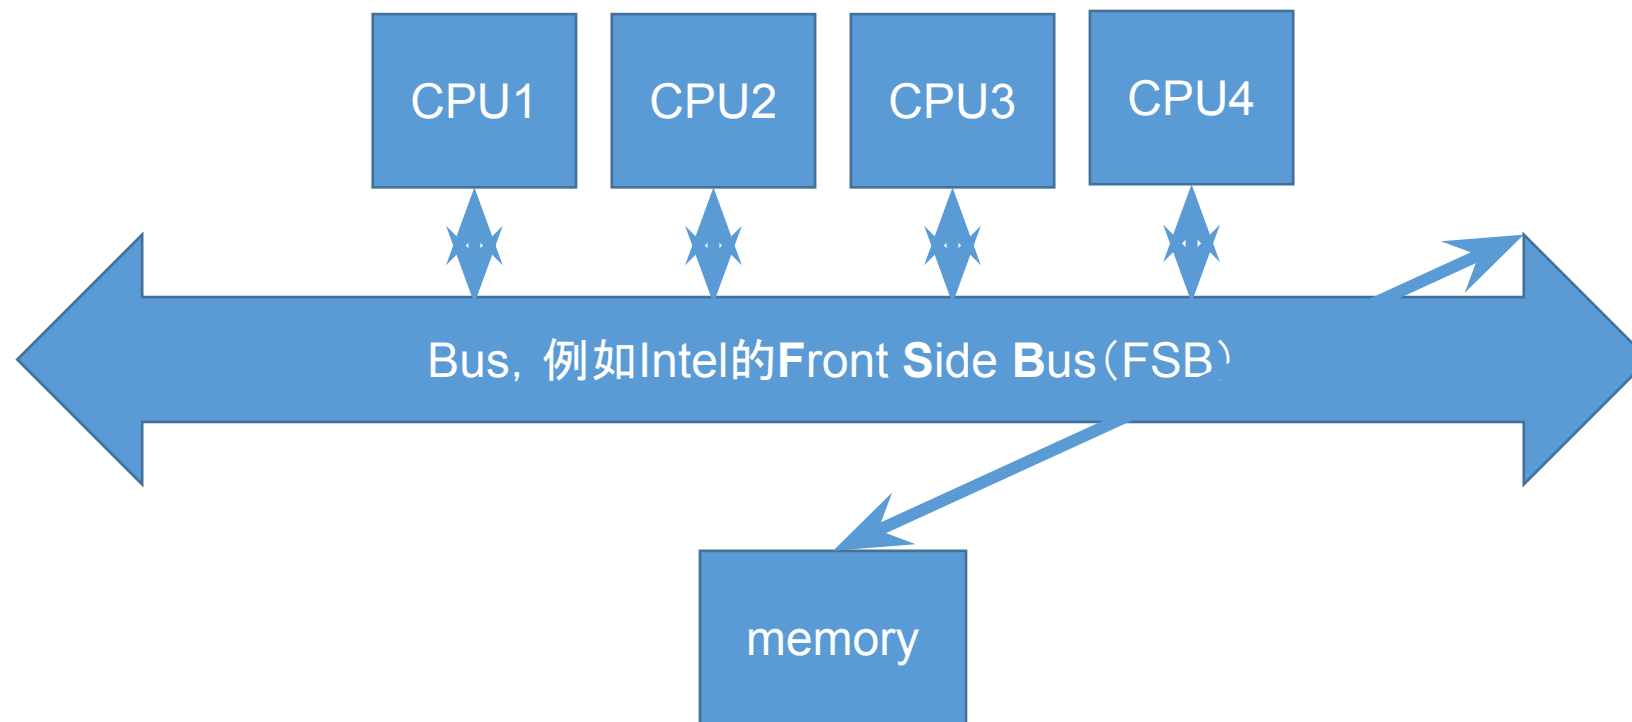 CPU1
CPU2
CPU3
CPU4
Bus，例如Intel的Front Side Bus（FSB）
memory